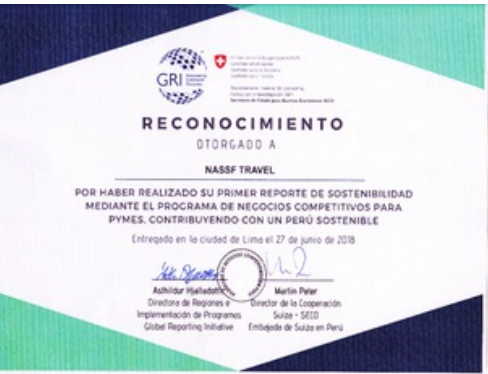 GRI
RECONOCIMIENTO
OTORGADO A
NASSF TRAVEL
POR HABER REALIZADO SU PRIMER REPORTE DE SOSTENIBILIDAD
MEDIANTE EL PROGRAMA DE NEGOCIOS COMPETITIVOS PARA
PYMES, CONTRIBUYENDO CON UN PERÚ SOSTENIBLE
Entregado en la ciudad de Lima el 27 de junio de 2018
Asthildur Hjaltadottir
Directora de Regiones e
Implementación de Programas
Global Reporting Initiative
Martin Peter
Director de la Cooperación
Suiza - SECO
Embajada de Suiza en Perú